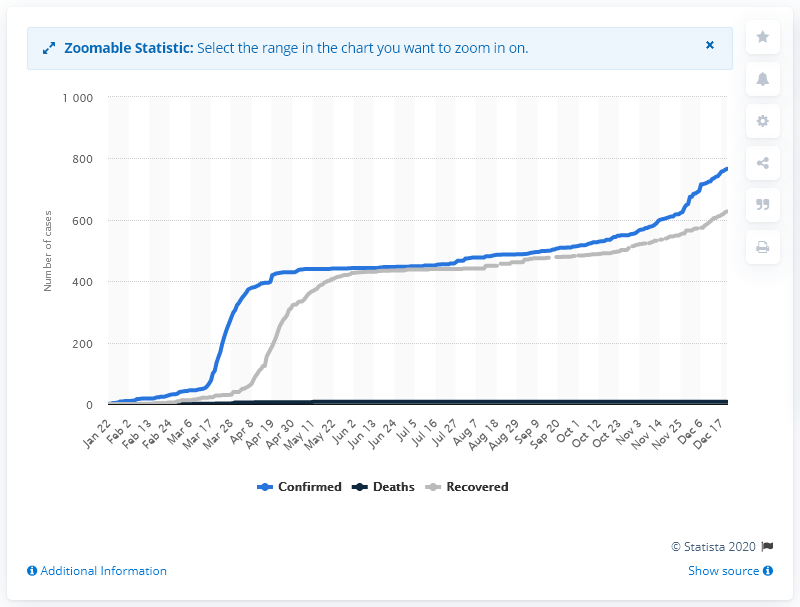 Zoomable Statistic: Select the range in the chart you want to zoom in on.
1 000
800
600
400
200
0
Number of cases
Jan 22
Feb 2
Feb 13
Feb 24
Mar 6
Mar 17
Mar 28
Apr 8
Apr 19
Apr 30
May 11
May 22
Jun 2
Jun 13
Jun 24
Jul 5
Jul 16
Jul 27
Aug 7
Aug 18
Aug 29
Sep 9
Sep 20
Oct 1
Oct 12
Oct 23
Nov 3
Nov 14
Nov 25
Dec 6
Dec 17
Confirmed Deaths Recovered
© Statista 2020
Additional Information Show source